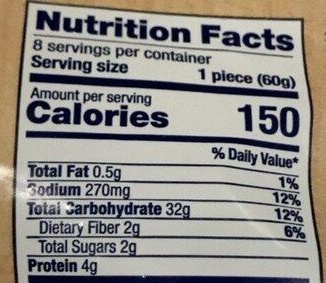 Nutrition Facts
8 servings per container
Serving size 1 piece (60g)
Amount per serving
Calories 150
% Daily Value*
Total Fat 0.5g 1%
Sodium 270mg 12%
Total Carbohydrate 32g 12%
Dietary Fiber 2g 6%
Total Sugars 2g
Protein 4g